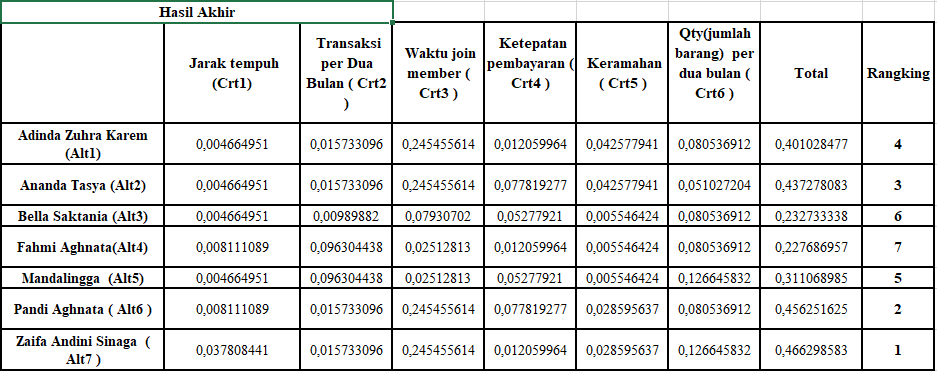 Hasil Akhir
Jarak tempuh
(Crt1)
Transaksi
per Dua
Bulan ( Crt2
)
Waktu join
member (
Crt3 )
Ketepatan
pembayaran (
Crt4 )
Keramahan
( Crt5 )
Qty(jumlah
barang)  per
dua bulan (
Crt6 )
Total
Rangking
Adinda Zuhra Karem
(Alt1)
0,004664951 0,015733096 0,245455614 0,012059964 0,042577941 0,080536912 0,401028477 4
Ananda Tasya (Alt2) 0,004664951 0,015733096 0,245455614 0,077819277 0,042577941 0,051027204 0,437278083 3
Bella Saktania (Alt3) 0,004664951 0,00989882 0,07930702 0,05277921 0,005546424 0,080536912 0,232733338 6
Fahmi Aghnata(Alt4) 0,008111089 0,096304438 0,02512813 0,012059964 0,005546424 0,080536912 0,227686957 7
Mandalingga  (Alt5) 0,004664951 0,096304438 0,02512813 0,05277921 0,005546424 0,126645832 0,311068985 5
Pandi Aghnata ( Alt6 ) 0,008111089 0,015733096 0,245455614 0,077819277 0,028595637 0,080536912 0,456251625 2
Zaifa Andini Sinaga  (
Alt7 )
0,037808441 0,015733096 0,245455614 0,012059964 0,028595637 0,126645832 0,466298583 1